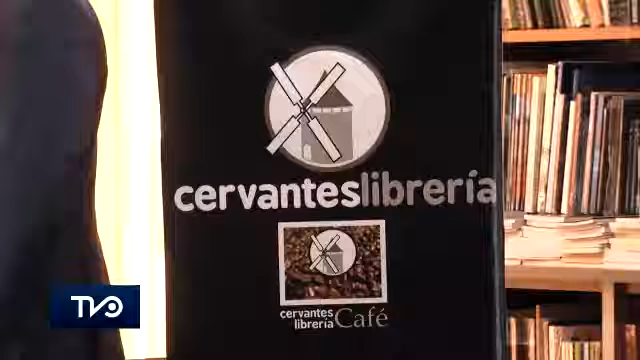 cervanteslibrería
cervantes
librería Café
TVO